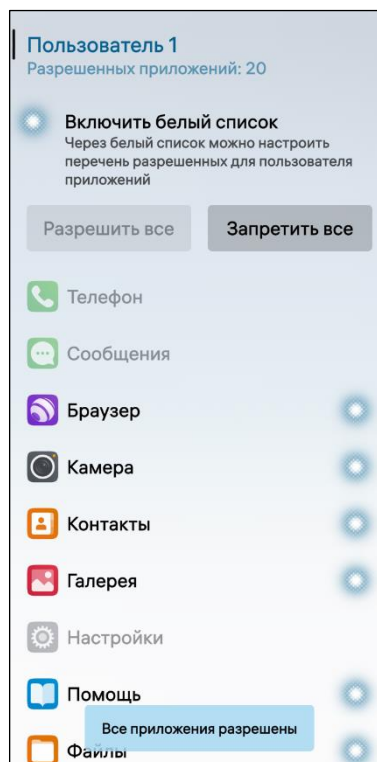 Пользователь 1
Разрешенных приложений: 20
Включить белый список
Через белый список можно настроить
перечень разрешенных для пользователя
приложений
Разрешить все
Запретить все
Телефон
Сообщения
Браузер
Камера
Контакты
Галерея
Настройки
Помощь
Все приложения разрешены
Файлы